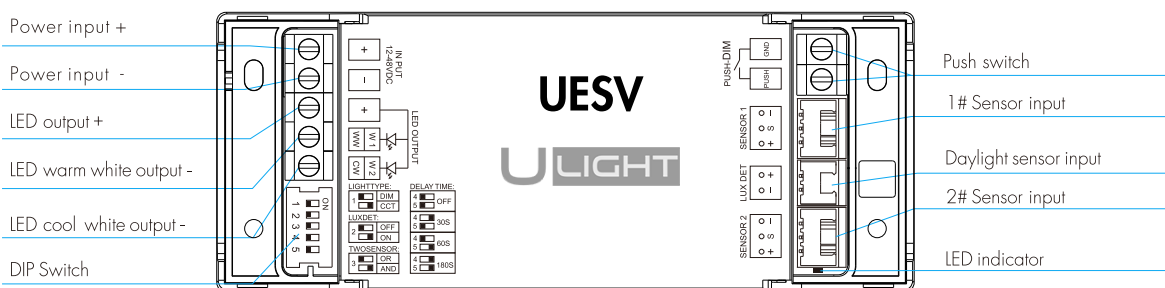 Power input +
Power input -
LED output +
LED warm white output -
LED cool white output -
DIP Switch
+
-
IN PUT
12-48VDC
+
WW W 1
CW W 2
LED OUTPUT
LIGHTTYPE:
1 DIM
CCT
LUXDET:
2 OFF
ON
TWOSENSOR:
3 OR
AND
DELAY TIME:
4 5 OFF
4 5 30S
4 5 60S
4 5 180S
ON
1 2 3 4 5
UESV
ULIGHT
PUSH-DIM
GND
PUSH
SENSOR 1
- S +
LUX DET
+ -
SENSOR 2
- S +
Push switch
1# Sensor input
Daylight sensor input
2# Sensor input
LED indicator